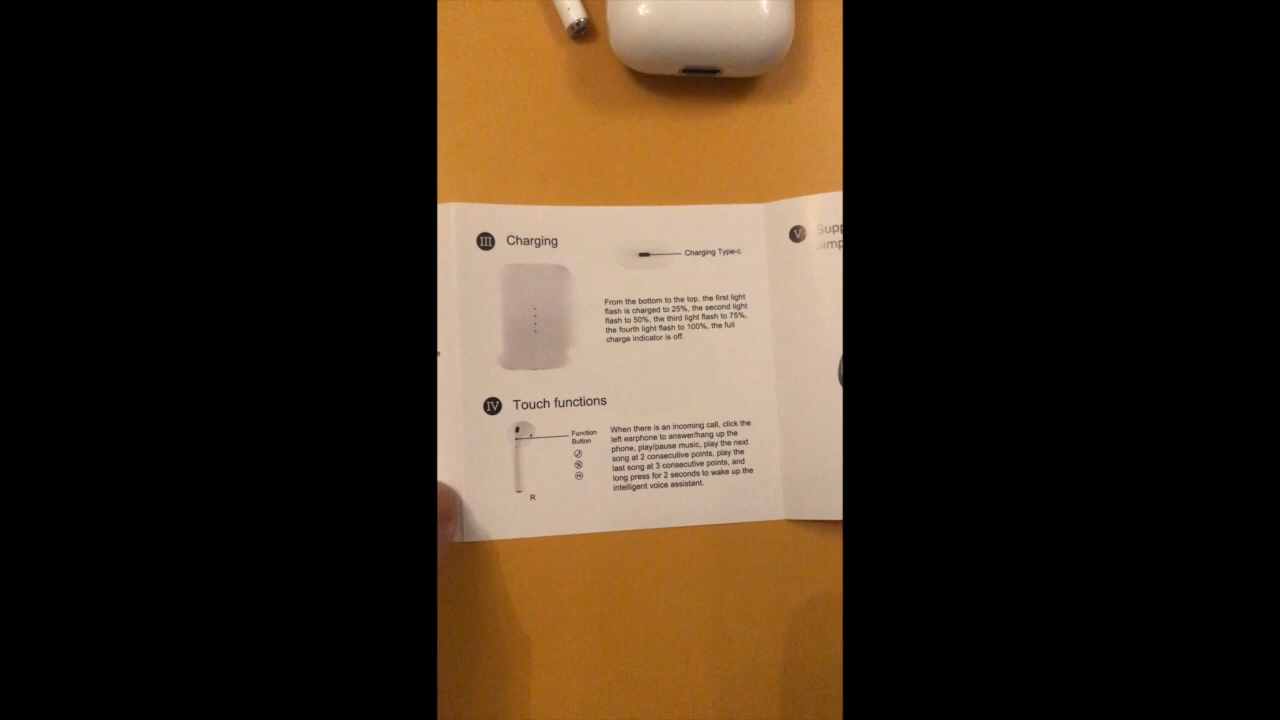 III Charging
Charging Type-c
From the bottom to the top, the first light
flash is charged to 25%, the second light
flash to 50%, the third light flash to 75%,
the fourth light flash to 100%, the full
charge indicator is off.
IV Touch functions
Function
Button
R
When there is an incoming call, click the
left earphone to answer/hang up the
phone, play/pause music, play the next
song at 2 consecutive points, play the
last song at 3 consecutive points, and
long press for 2 seconds to wake up the
intelligent voice assistant.
V